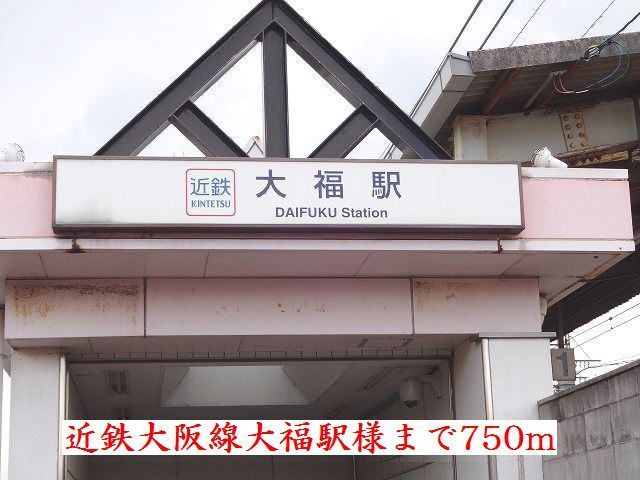 近鉄
KINTETSU
大福駅
DAIFUKU Station
1
近鉄大阪線大福駅様まで750m